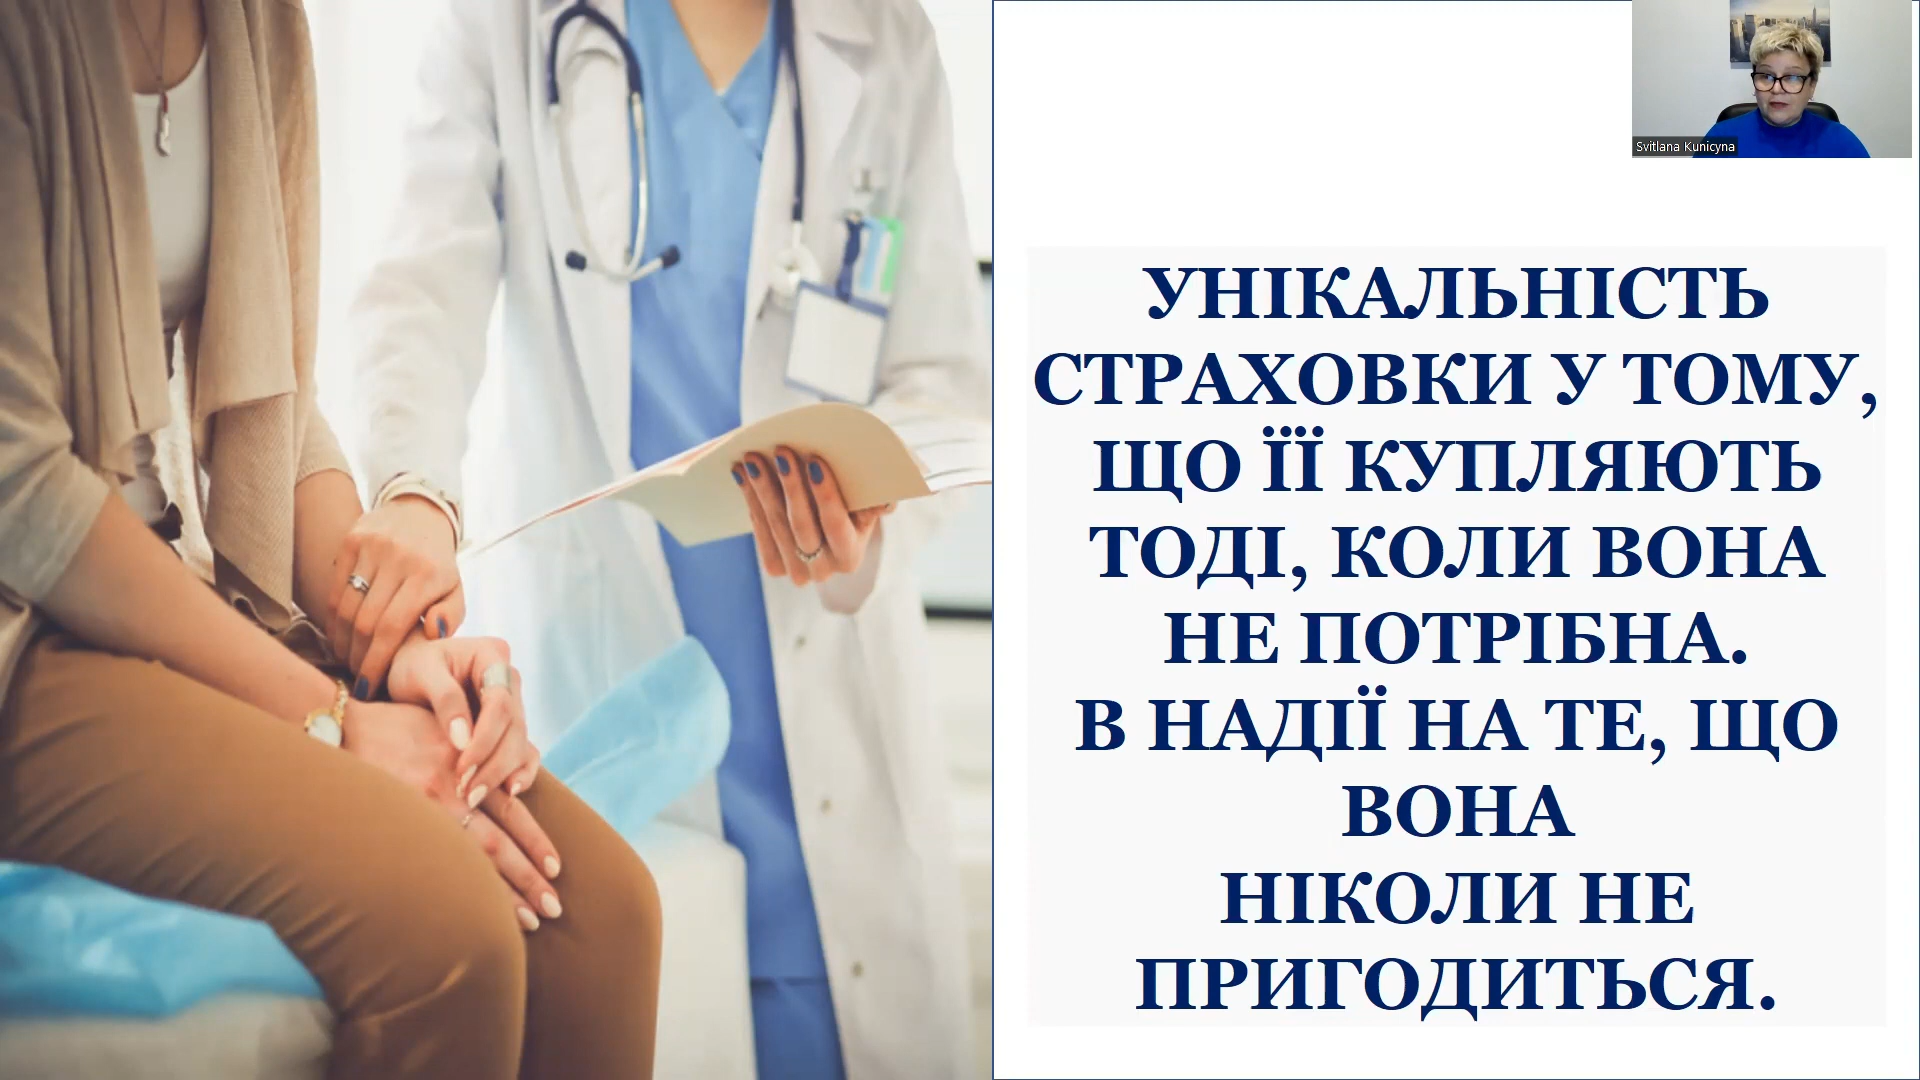 Svitlana Kunicyna
УНІКАЛЬНІСТЬ
СТРАХОВКИ У ТОМУ,
ЩО ЇЇ КУПЛЯЮТЬ
ТОДІ, КОЛИ ВОНА
НЕ ПОТРІБНА.
В НАДІЇ НА ТЕ, ЩО
ВОНА
НІКОЛИ НЕ
ПРИГОДИТЬСЯ.